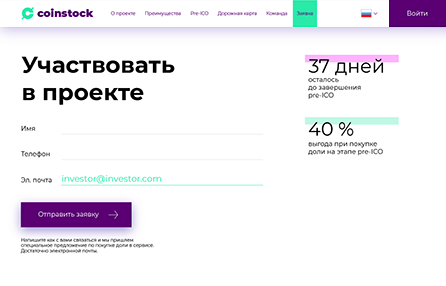 coinstock
О проекте Преимущества Pre-ICO Дорожная карта Команда Заявка Войти
Участвовать
в проекте
Имя
Телефон
Эл. почта investor@investor.com
Отправить заявку
Напишите как с вами связаться и мы пришлем
специальное предложение по покупке доли в сервисе.
Достаточно электронной почты.
37 дней
осталось
до завершения
pre-ICO
40 %
выгода при покупке
доли на этапе pre-ICO